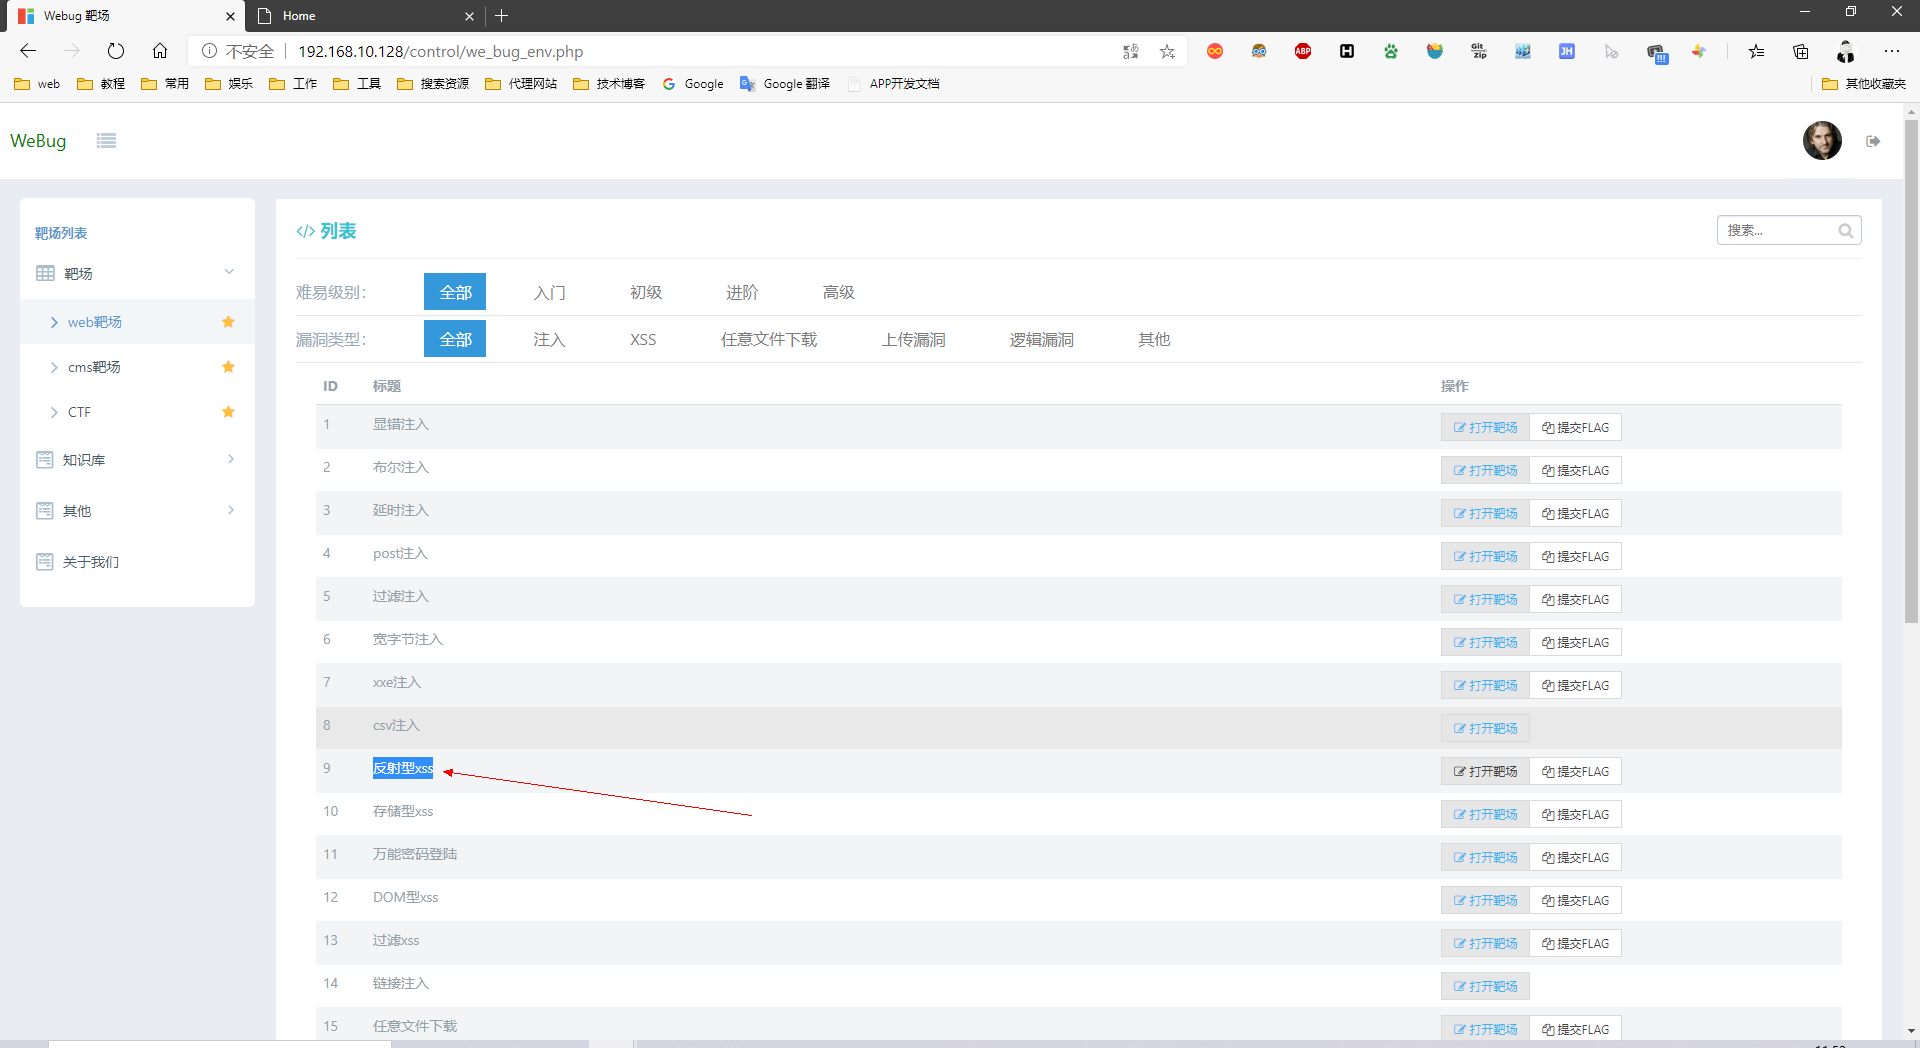 Webug 靶场
Home
不安全
192.168.10.128/control/we_bug_env.php
web
教程
常用
娱乐
工作
工具
搜索资源
代理网站
技术博客
Google
Google 翻译
APP开发文档
其他收藏夹
WeBug
靶场列表
靶场
web靶场
cms靶场
CTF
知识库
其他
关于我们
</> 列表
搜索...
难易级别： 全部 入门 初级 进阶 高级
漏洞类型： 全部 注入 XSS 任意文件下载 上传漏洞 逻辑漏洞 其他
ID 标题 操作
1 显错注入 打开靶场 提交FLAG
2 布尔注入 打开靶场 提交FLAG
3 延时注入 打开靶场 提交FLAG
4 post注入 打开靶场 提交FLAG
5 过滤注入 打开靶场 提交FLAG
6 宽字节注入 打开靶场 提交FLAG
7 xxe注入 打开靶场 提交FLAG
8 csv注入 打开靶场
9 反射型xss 打开靶场 提交FLAG
10 存储型xss 打开靶场 提交FLAG
11 万能密码登陆 打开靶场 提交FLAG
12 DOM型xss 打开靶场 提交FLAG
13 过滤xss 打开靶场 提交FLAG
14 链接注入 打开靶场
15 任意文件下载 打开靶场 提交FLAG